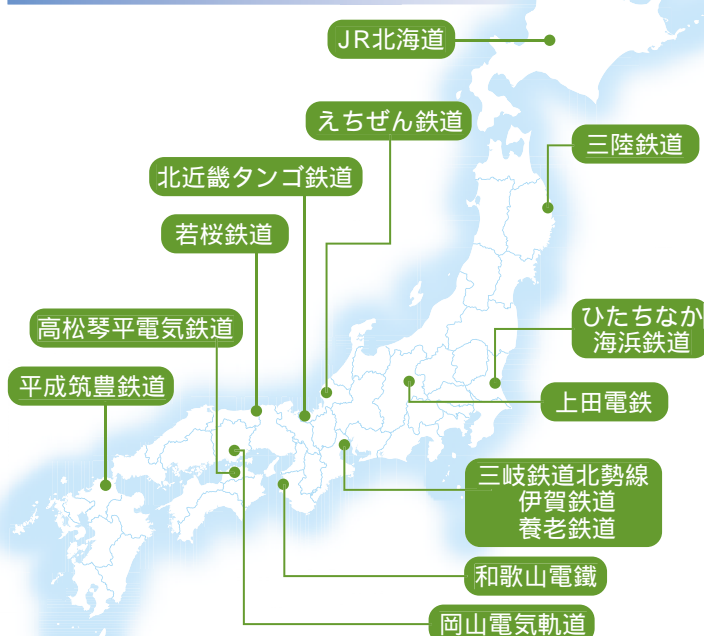 JR北海道
えちぜん鉄道
三陸鉄道
北近畿タンゴ鉄道
若桜鉄道
高松琴平電気鉄道
ひたちなか
海浜鉄道
平成筑豊鉄道
上田電鉄
三岐鉄道北勢線
伊賀鉄道
養老鉄道
和歌山電鐵
岡山電気軌道